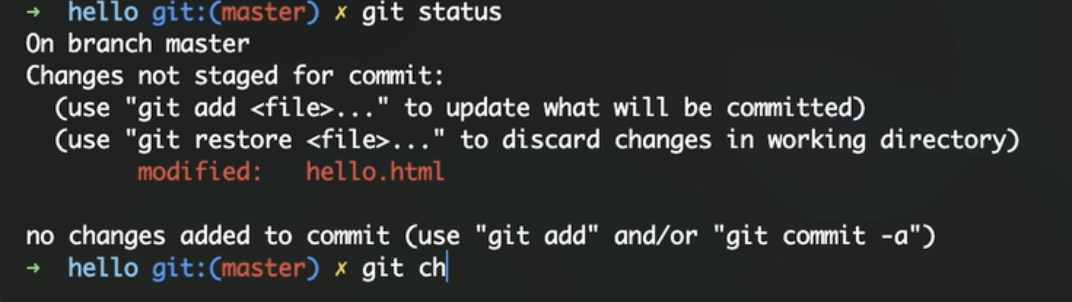 ➜  hello git:(master) ✗ git status
On branch master
Changes not staged for commit:
  (use "git add <file>..." to update what will be committed)
  (use "git restore <file>..." to discard changes in working directory)
        modified:   hello.html

no changes added to commit (use "git add" and/or "git commit -a")
➜  hello git:(master) ✗ git ch